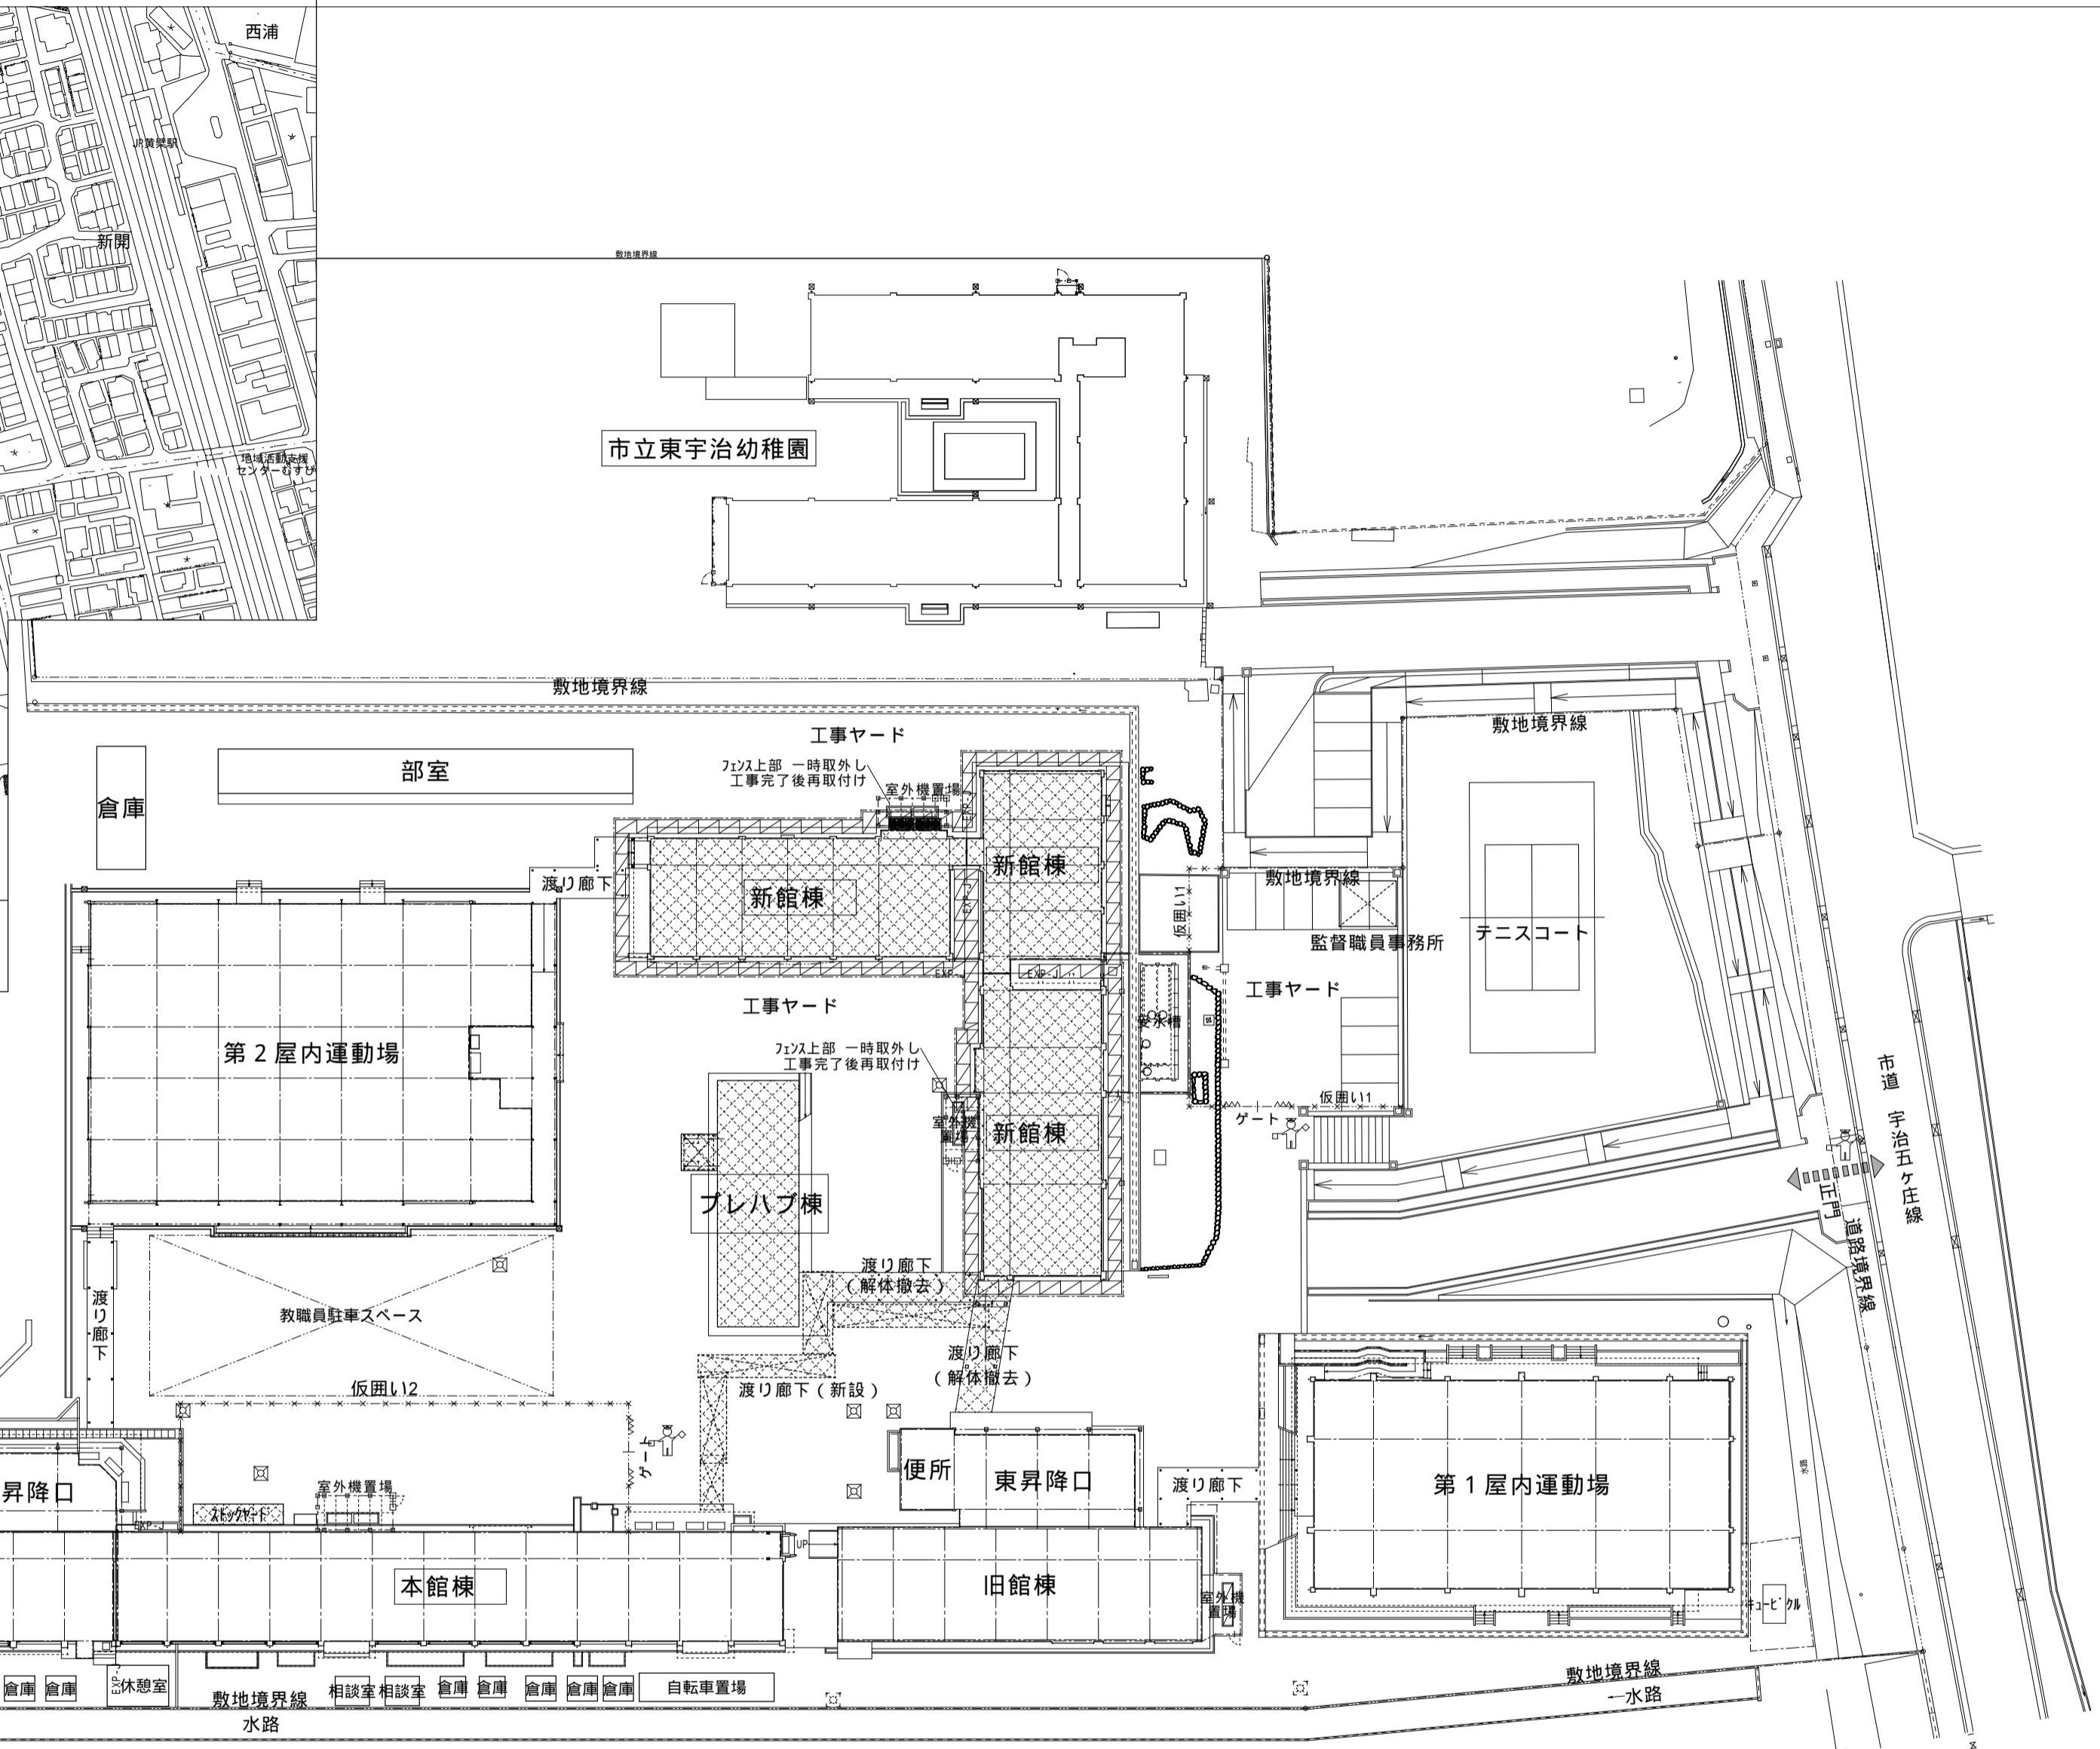 西浦
JR黄檗駅
新開
地域活動支援
センターむすび
敷地境界線
市立東宇治幼稚園
敷地境界線
敷地境界線
工事ヤード
部室
倉庫
フェンス上部 一時取外し
工事完了後再取付け
室外機置場
新館棟
新館棟
渡り廊下
EXP-J
敷地境界線
仮囲い1
監督職員事務所
テニスコート
EXP-J
工事ヤード
工事ヤード
第2屋内運動場
受水槽
フェンス上部 一時取外し
工事完了後再取付け
室外機
置場
新館棟
仮囲い1
ゲート
市道 宇治五ケ庄線
プレハブ棟
正門
道路境界線
渡り廊下
(解体撤去)
渡り廊下
教職員駐車スペース
渡り廊下
(解体撤去)
渡り廊下(新設)
仮囲い2
ゲート
便所
東昇降口
渡り廊下
第1屋内運動場
水路
昇降口
室外機置場
ストックヤード
EXP-J
UP
本館棟
旧館棟
室外機
置場
キュービクル
倉庫
倉庫
休憩室
相談室
相談室
倉庫
倉庫
倉庫
倉庫
倉庫
自転車置場
敷地境界線
敷地境界線
水路
水路